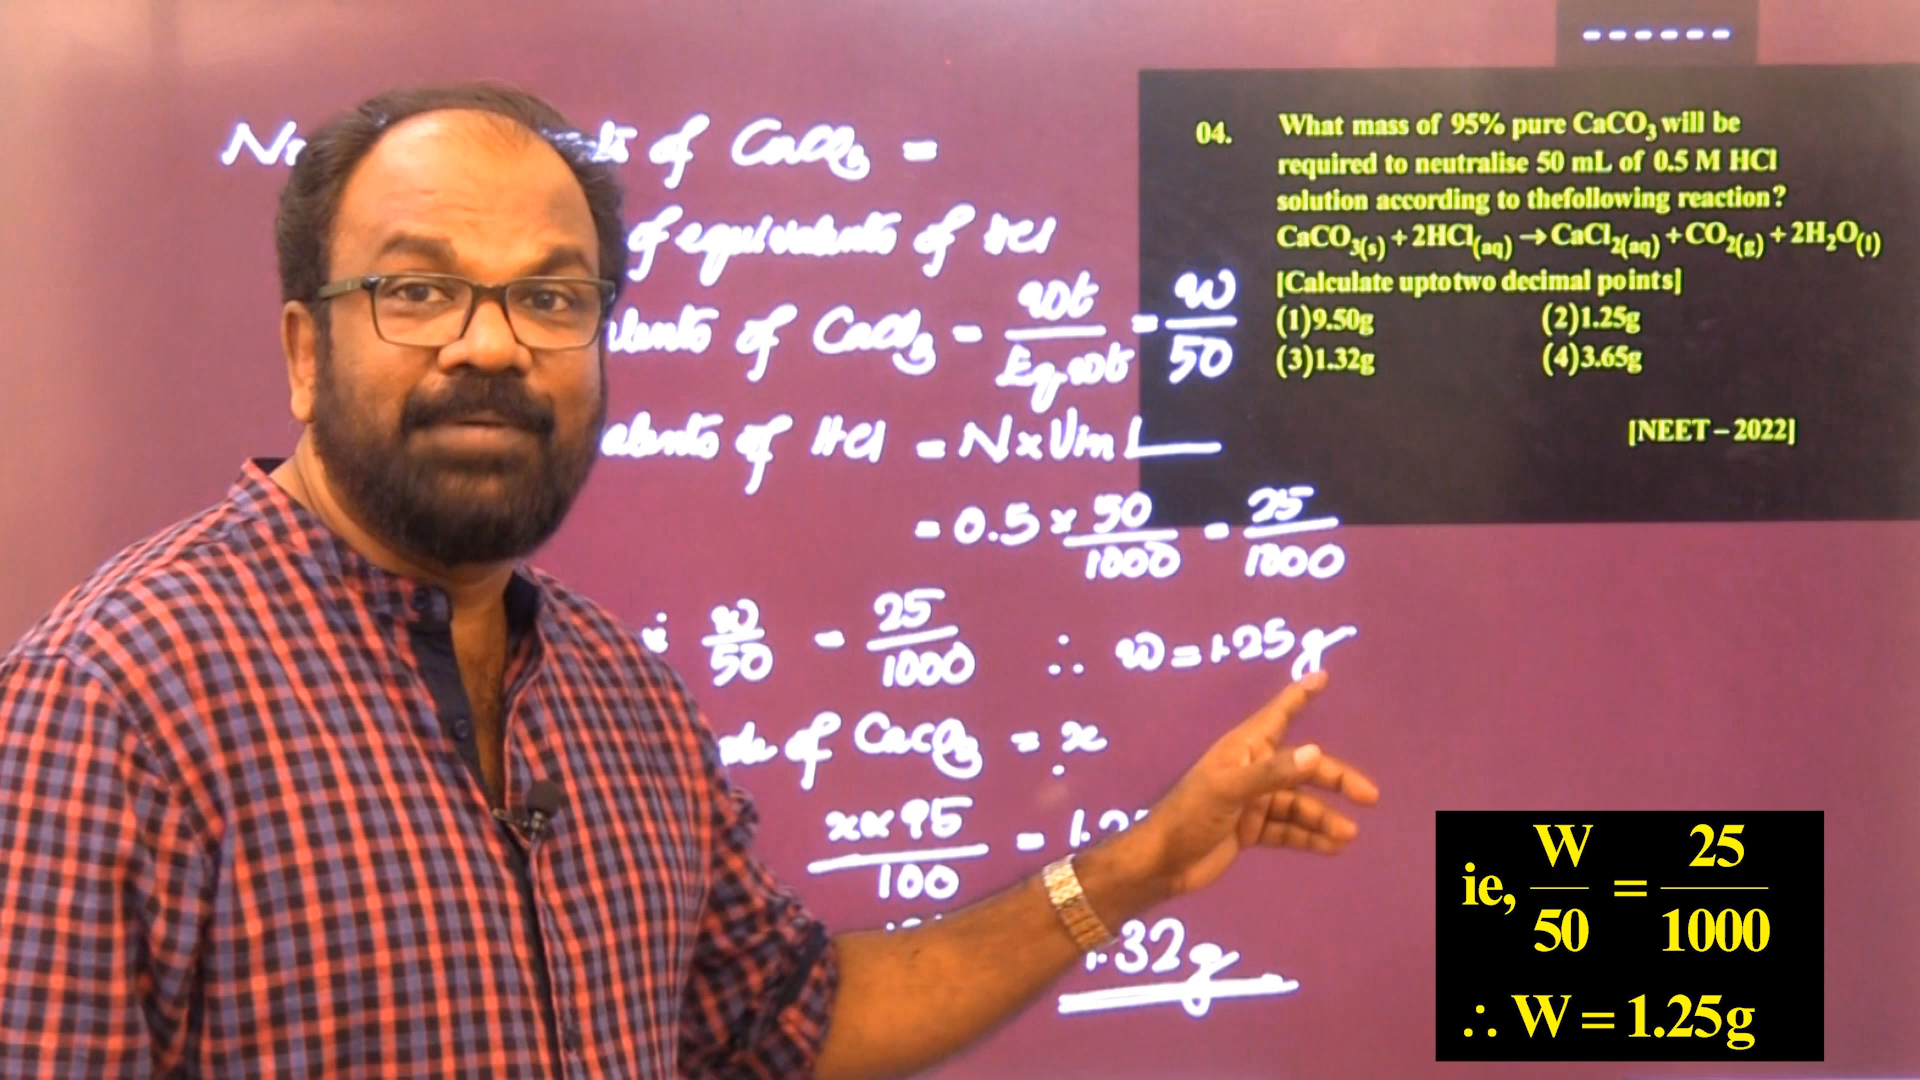 of CaCO3 =
of equivalents of HCl
of CaCO3 = Wt / Eq.wt = W / 50
of HCl = N x V in L
= 0.5 x 50 / 1000 = 25 / 1000
W / 50 = 25 / 1000 ∴ W = 1.25g
of CaCO3 = x
x x 95 / 100 =
1.32g
------
04. What mass of 95% pure CaCO3 will be
required to neutralise 50 mL of 0.5 M HCl
solution according to thefollowing reaction?
CaCO3(s) + 2HCl(aq) → CaCl2(aq) + CO2(g) + 2H2O(l)
[Calculate uptotwo decimal points]
(1)9.50g (2)1.25g
(3)1.32g (4)3.65g
[NEET – 2022]
ie, W / 50 = 25 / 1000
∴ W = 1.25g